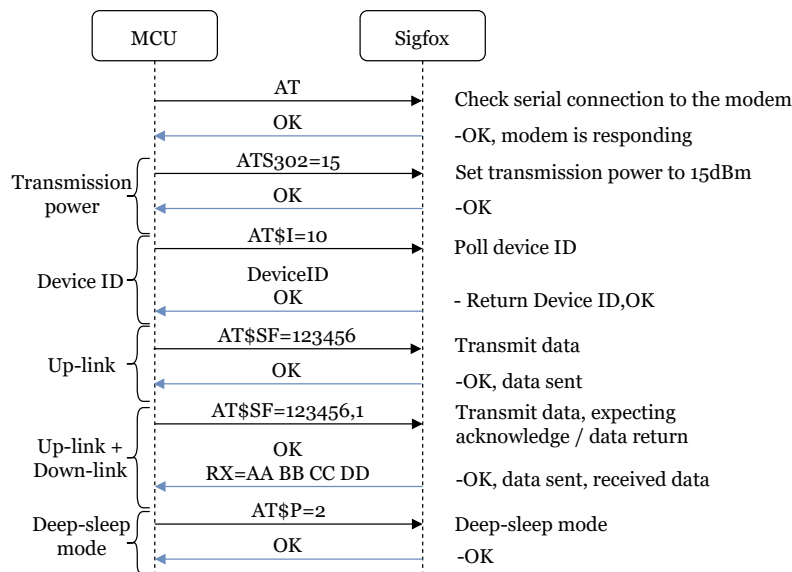 MCU
Sigfox
AT
Check serial connection to the modem
OK
-OK, modem is responding
Transmission
power
ATS302=15
Set transmission power to 15dBm
OK
-OK
Device ID
AT$I=10
Poll device ID
DeviceID
OK
- Return Device ID,OK
Up-link
AT$SF=123456
Transmit data
OK
-OK, data sent
Up-link +
Down-link
AT$SF=123456,1
Transmit data, expecting
acknowledge / data return
OK
RX=AA BB CC DD
-OK, data sent, received data
Deep-sleep
mode
AT$P=2
Deep-sleep mode
OK
-OK